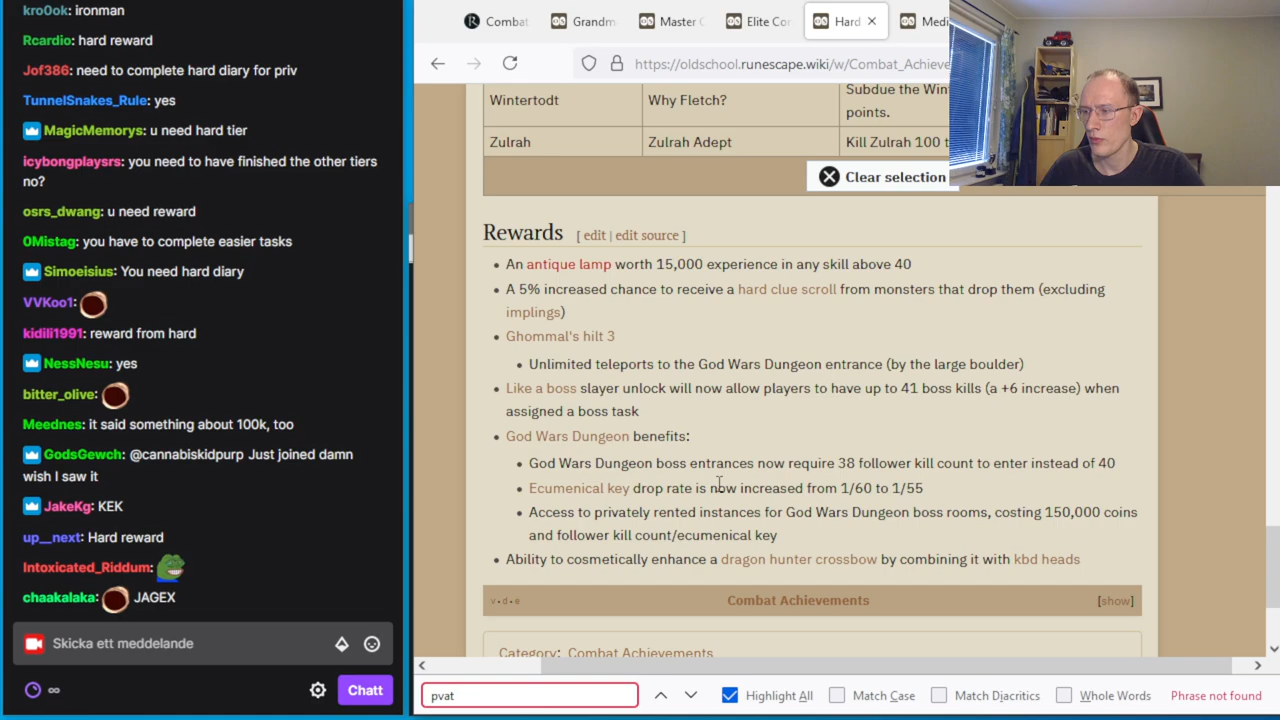 kro0ok: ironman
Rcardio: hard reward
Jof386: need to complete hard diary for priv
TunnelSnakes_Rule: yes
MagicMemorys: u need hard tier
icybongplaysrs: you need to have finished the other tiers
no?
osrs_dwang: u need reward
0Mistag: you have to complete easier tasks
Simoeisius: You need hard diary
VVKoo1:
kidili1991: reward from hard
NessNesu: yes
bitter_olive:
Meednes: it said something about 100k, too
GodsGewch: @cannabiskidpurp Just joined damn
wish I saw it
JakeKg: KEK
up__next: Hard reward
Intoxicated_Riddum:
chaakalaka: JAGEX
Skicka ett meddelande
∞
Chatt
Combat
Grandm
Master C
Elite Co
Hard
Medi
https://oldschool.runescape.wiki/w/Combat_Achieve
Wintertodt Why Fletch? Subdue the Win
points.
Zulrah Zulrah Adept Kill Zulrah 100 t
Clear selection
Rewards [ edit | edit source ]
• An antique lamp worth 15,000 experience in any skill above 40
• A 5% increased chance to receive a hard clue scroll from monsters that drop them (excluding
implings)
• Ghommal's hilt 3
• Unlimited teleports to the God Wars Dungeon entrance (by the large boulder)
• Like a boss slayer unlock will now allow players to have up to 41 boss kills (a +6 increase) when
assigned a boss task
• God Wars Dungeon benefits:
• God Wars Dungeon boss entrances now require 38 follower kill count to enter instead of 40
• Ecumenical key drop rate is now increased from 1/60 to 1/55
• Access to privately rented instances for God Wars Dungeon boss rooms, costing 150,000 coins
and follower kill count/ecumenical key
• Ability to cosmetically enhance a dragon hunter crossbow by combining it with kbd heads
v·d·e Combat Achievements [show]
Category: Combat Achievements
pvat
Highlight All Match Case Match Diacritics Whole Words Phrase not found